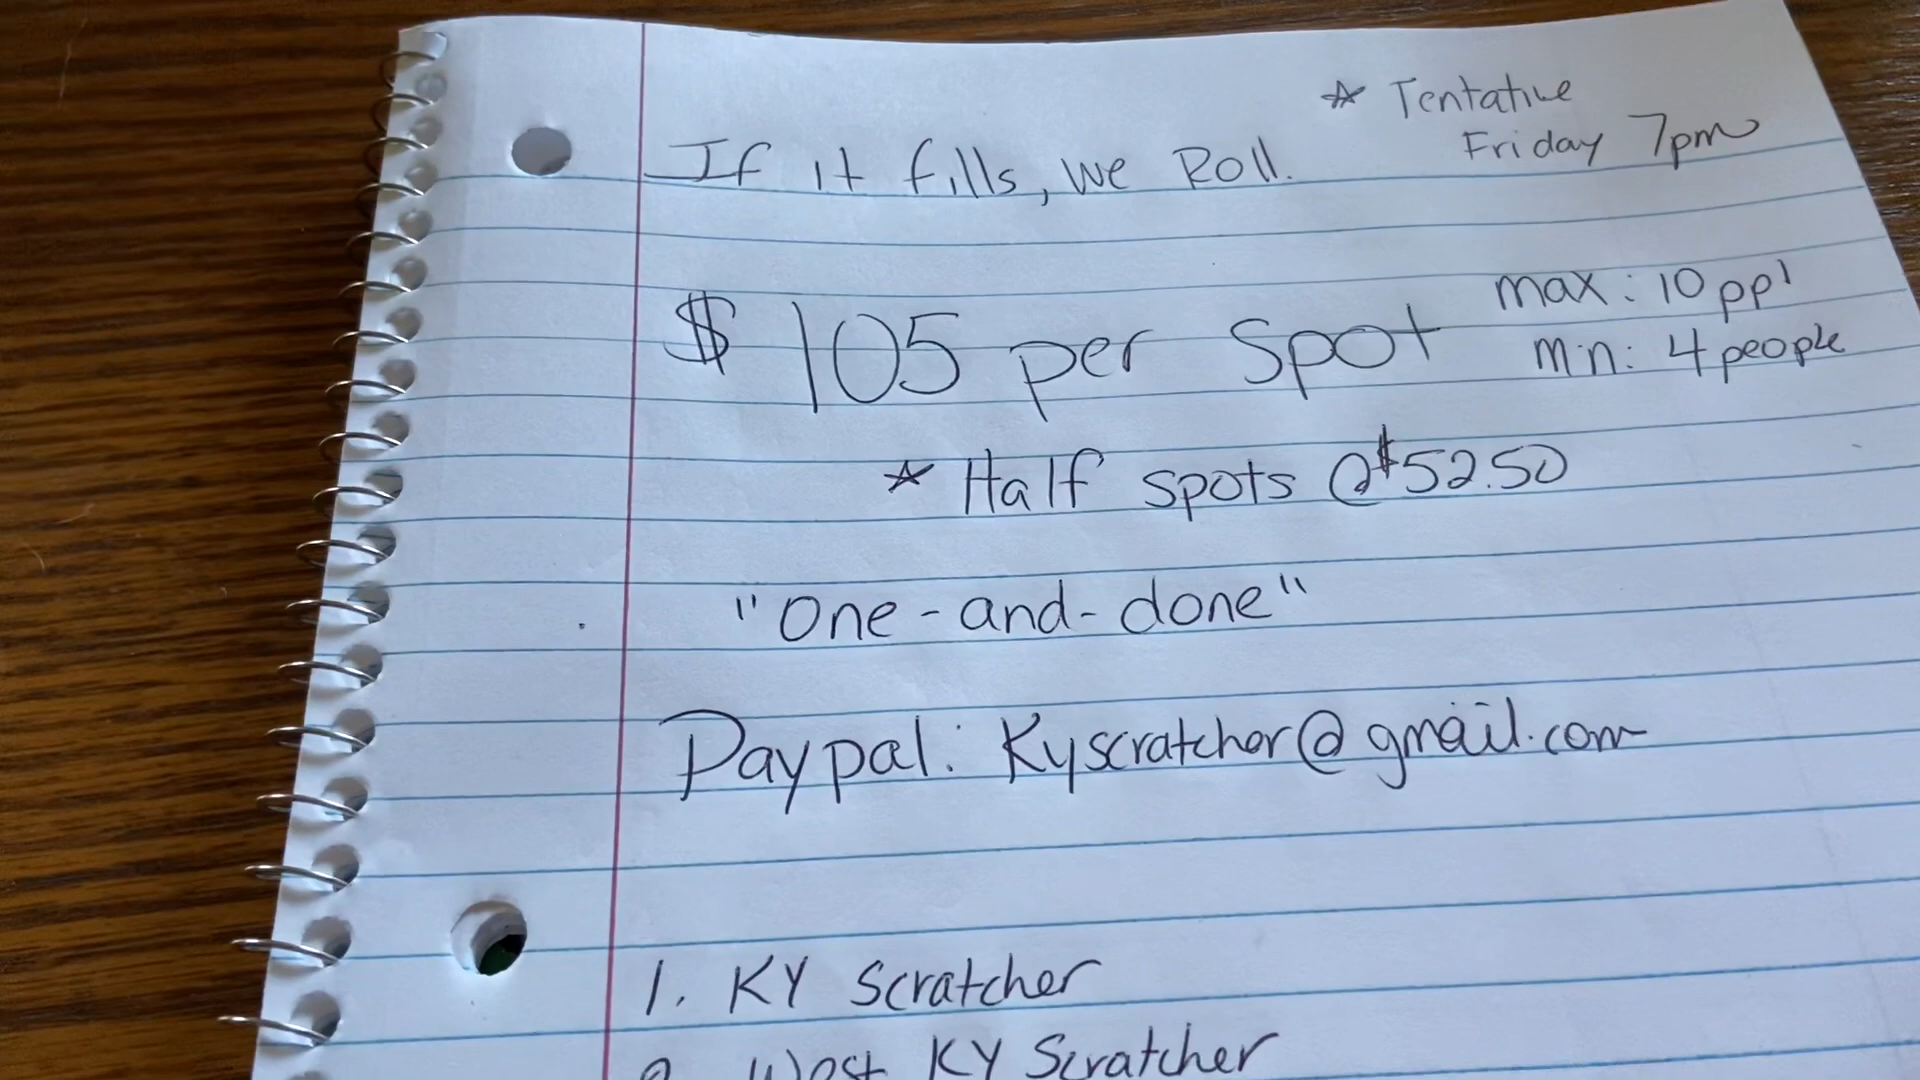 ☆ Tentative
Friday 7pm
If it fills, we Roll.
$105 per Spot
max: 10 ppl
Min: 4 people
☆ Half spots @ $52.50
"One-and-done"
Paypal: Kyscratcher@gmail.com
1. KY Scratcher
2. West KY Scratcher